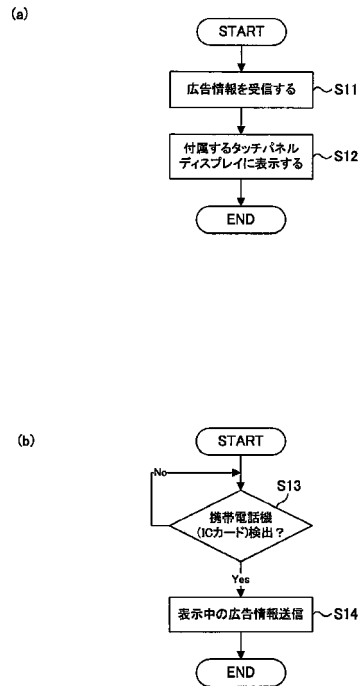 (a)
START
広告情報を受信する
S11
付属するタッチパネル
ディスプレイに表示する
S12
END
(b)
START
No
S13
携帯電話機
(ICカード)検出?
Yes
表示中の広告情報送信
S14
END